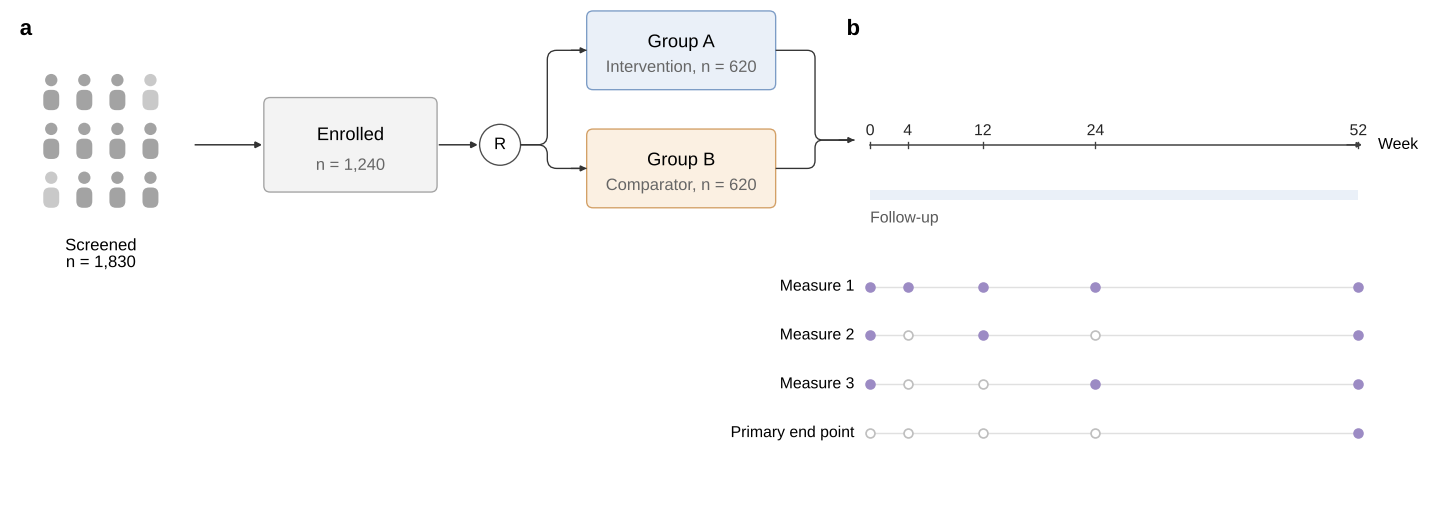 a
Screened
n = 1,830
Enrolled
n = 1,240
R
Group A
Intervention, n = 620
Group B
Comparator, n = 620
b
0 4 12 24 52
Week
Follow-up
Measure 1
Measure 2
Measure 3
Primary end point